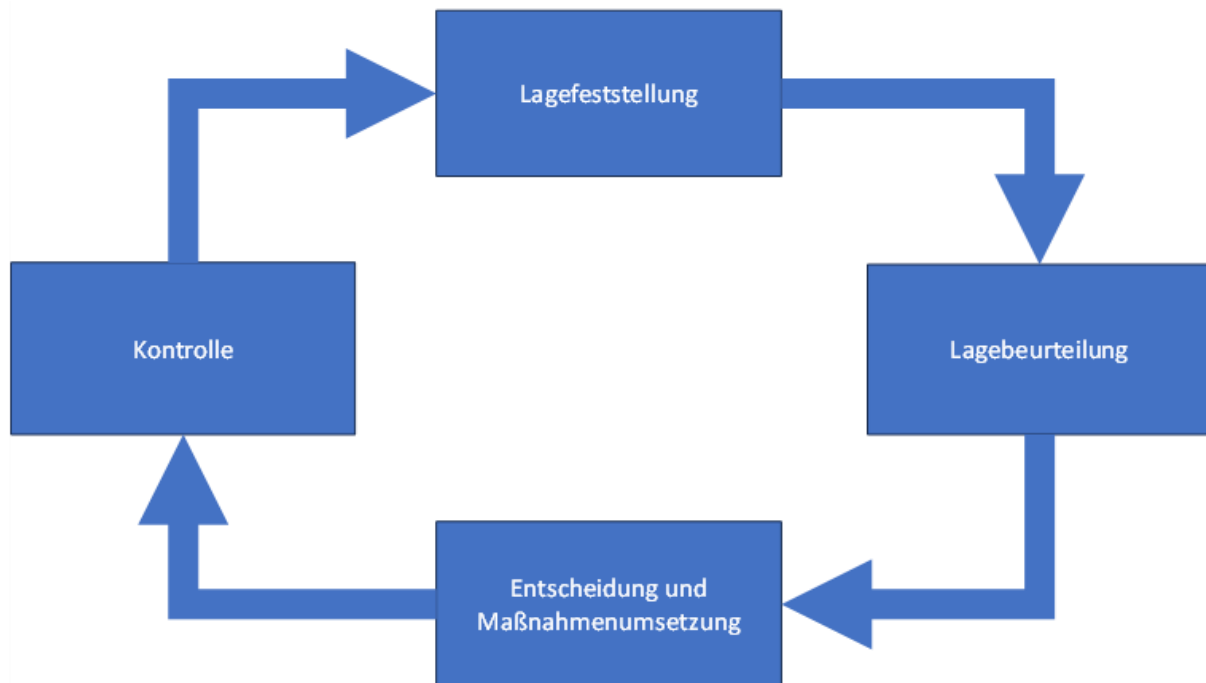 Lagefeststellung
Kontrolle
Lagebeurteilung
Entscheidung und
Maßnahmenumsetzung